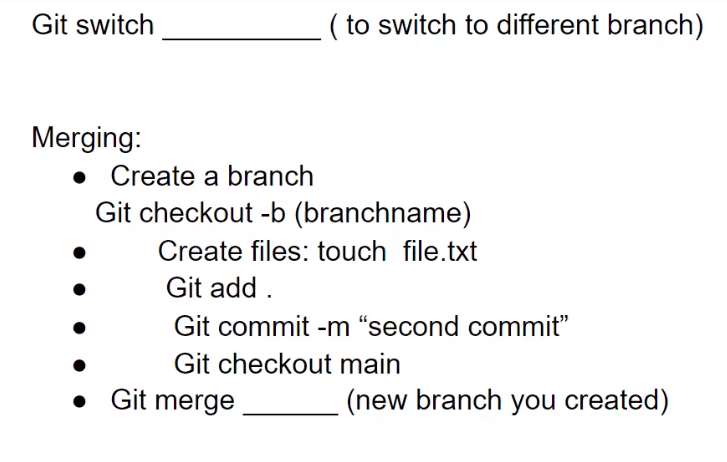 Git switch ___________ ( to switch to different branch)
Merging:
● Create a branch
Git checkout -b (branchname)
● Create files: touch file.txt
● Git add .
● Git commit -m “second commit”
● Git checkout main
● Git merge ______ (new branch you created)